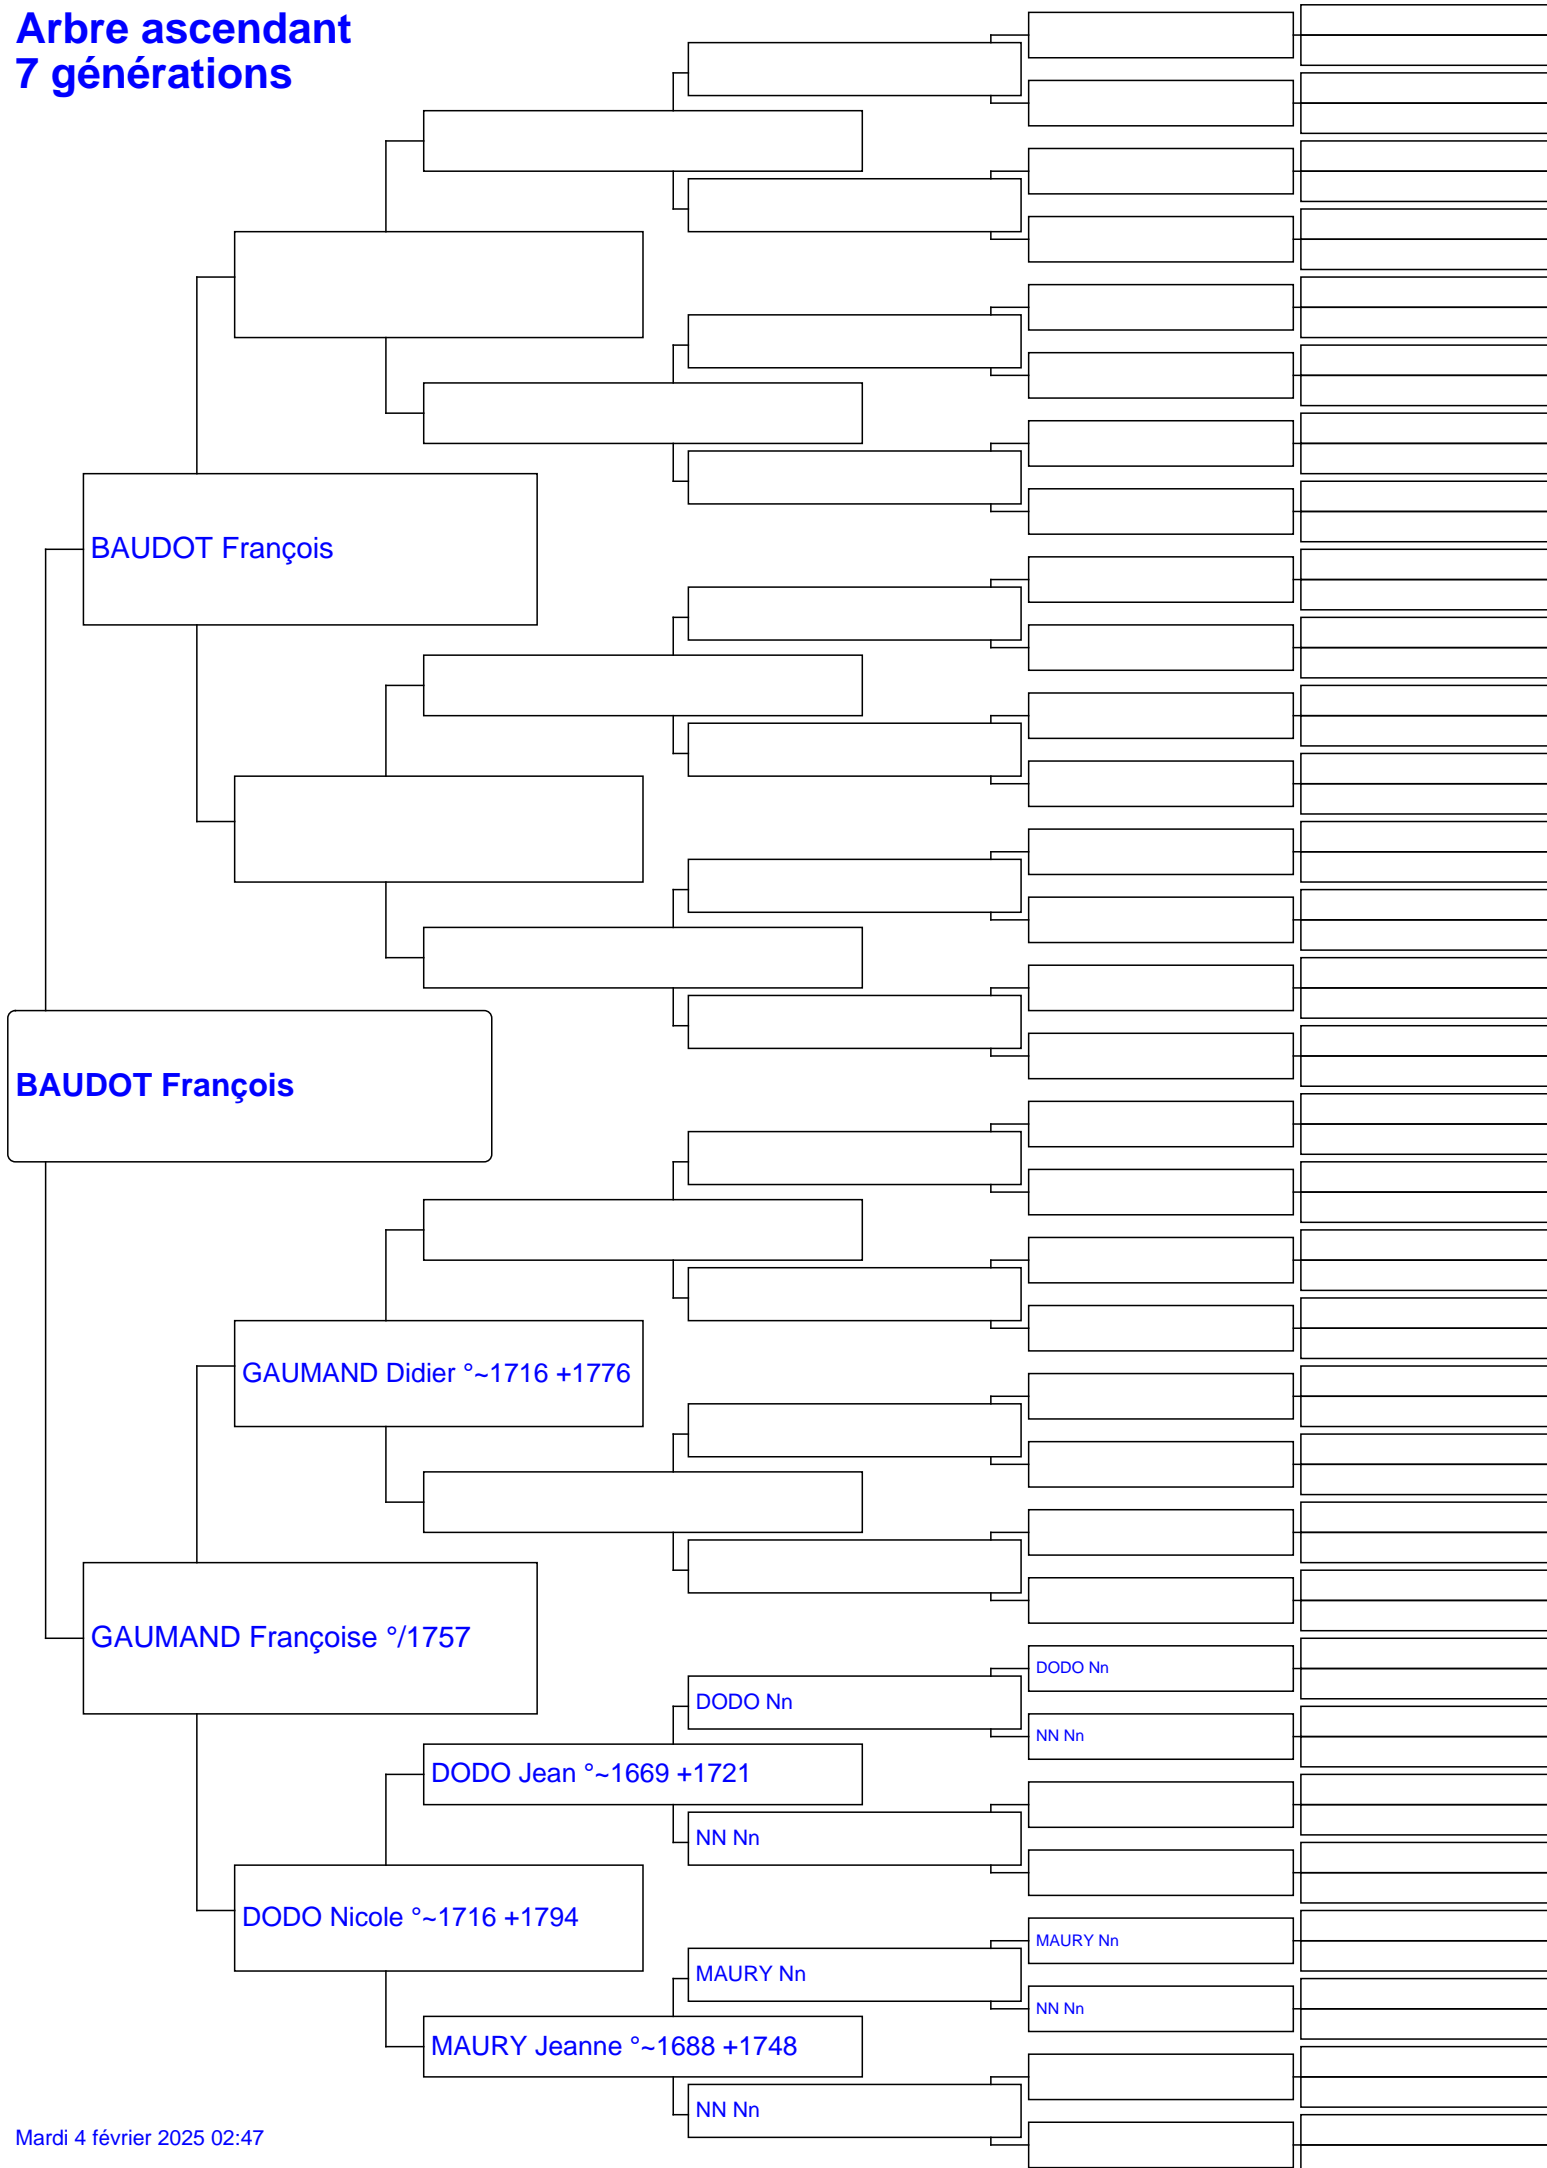 Arbre ascendant
7 générations
BAUDOT François
BAUDOT François
GAUMAND Didier °~1716 +1776
GAUMAND Françoise °/1757
DODO Nn
DODO Nn
NN Nn
DODO Jean °~1669 +1721
NN Nn
DODO Nicole °~1716 +1794
MAURY Nn
MAURY Nn
NN Nn
MAURY Jeanne °~1688 +1748
NN Nn
Mardi 4 février 2025 02:47